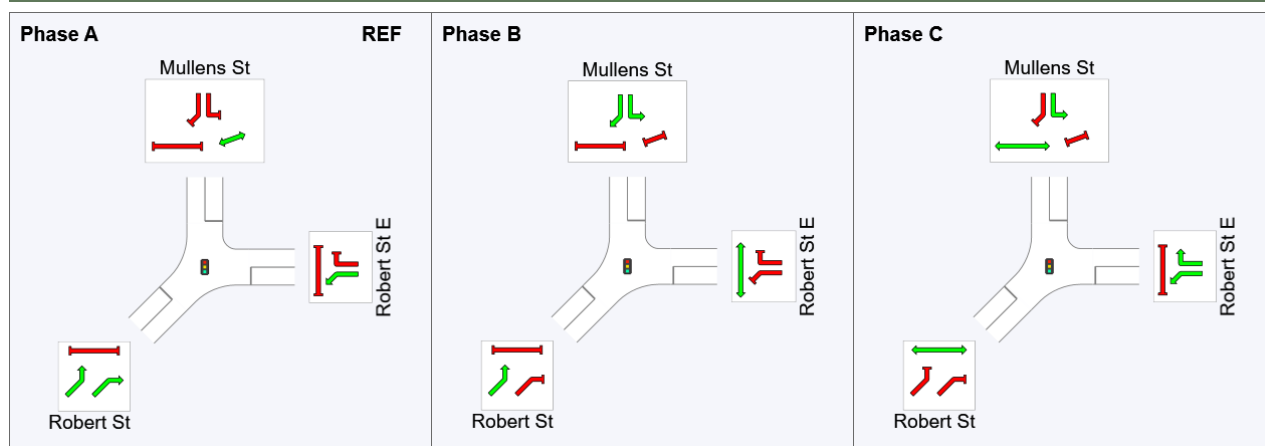 Phase A
REF
Mullens St
Robert St E
Robert St
Phase B
Mullens St
Robert St E
Robert St
Phase C
Mullens St
Robert St E
Robert St